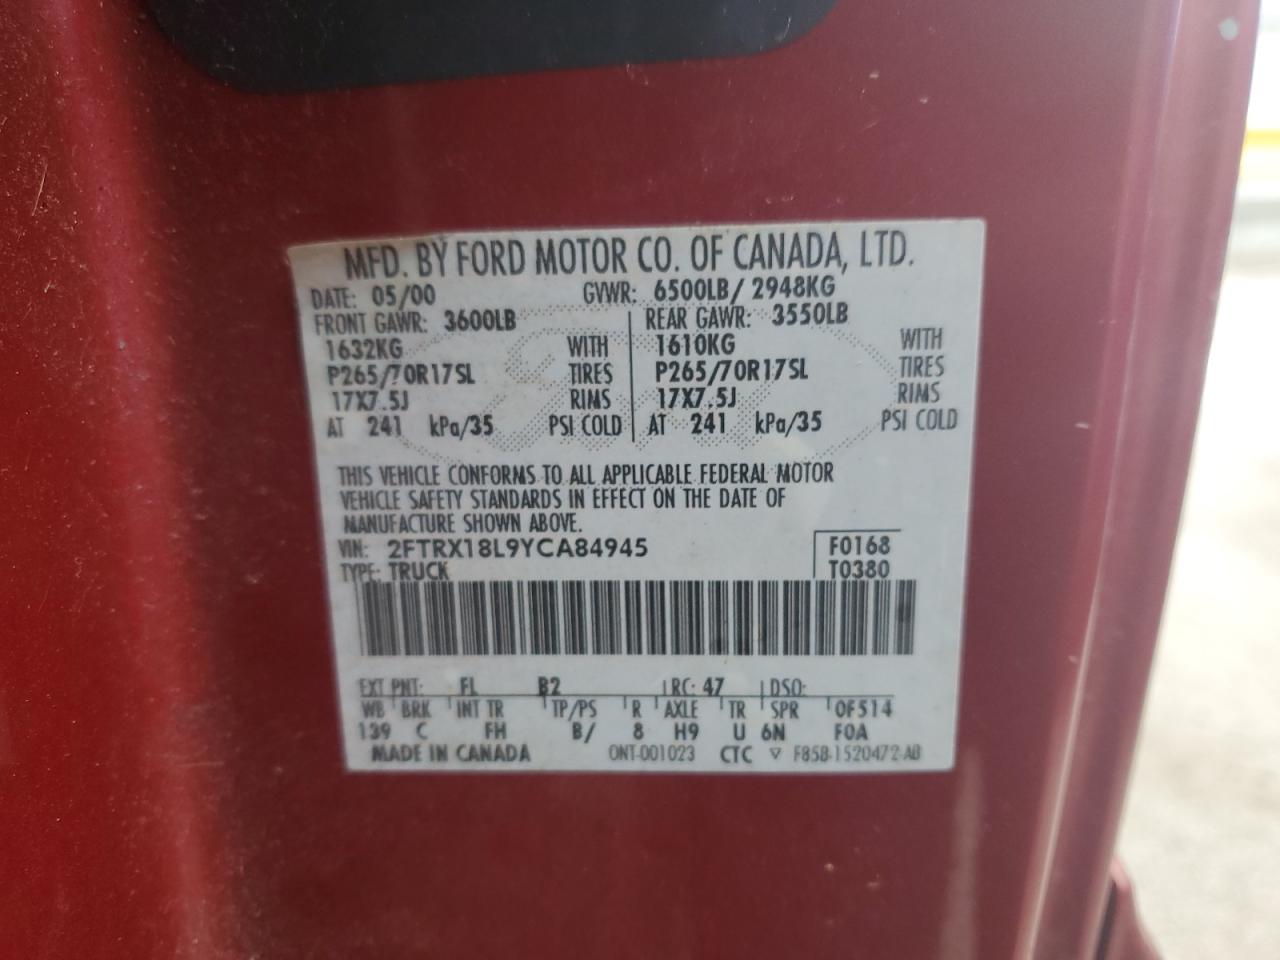 MFD. BY FORD MOTOR CO. OF CANADA, LTD.
DATE: 05/00 GVWR: 6500LB/ 2948KG
FRONT GAWR: 3600LB REAR GAWR: 3550LB
1632KG WITH 1610KG WITH
P265/70R17SL TIRES P265/70R17SL TIRES
17X7.5J RIMS 17X7.5J RIMS
AT 241 kPa/35 PSI COLD AT 241 kPa/35 PSI COLD
THIS VEHICLE CONFORMS TO ALL APPLICABLE FEDERAL MOTOR
VEHICLE SAFETY STANDARDS IN EFFECT ON THE DATE OF
MANUFACTURE SHOWN ABOVE.
VIN: 2FTRX18L9YCA84945 F0168
TYPE: TRUCK T0380
EXT PNT: FL B2 RC: 47 DSO:
WB BRK INT TR TP/PS R AXLE TR SPR 0F514
139 C FH B/ 8 H9 U 6N F0A
MADE IN CANADA ONT-001023 CTC F85B-1520472-AB